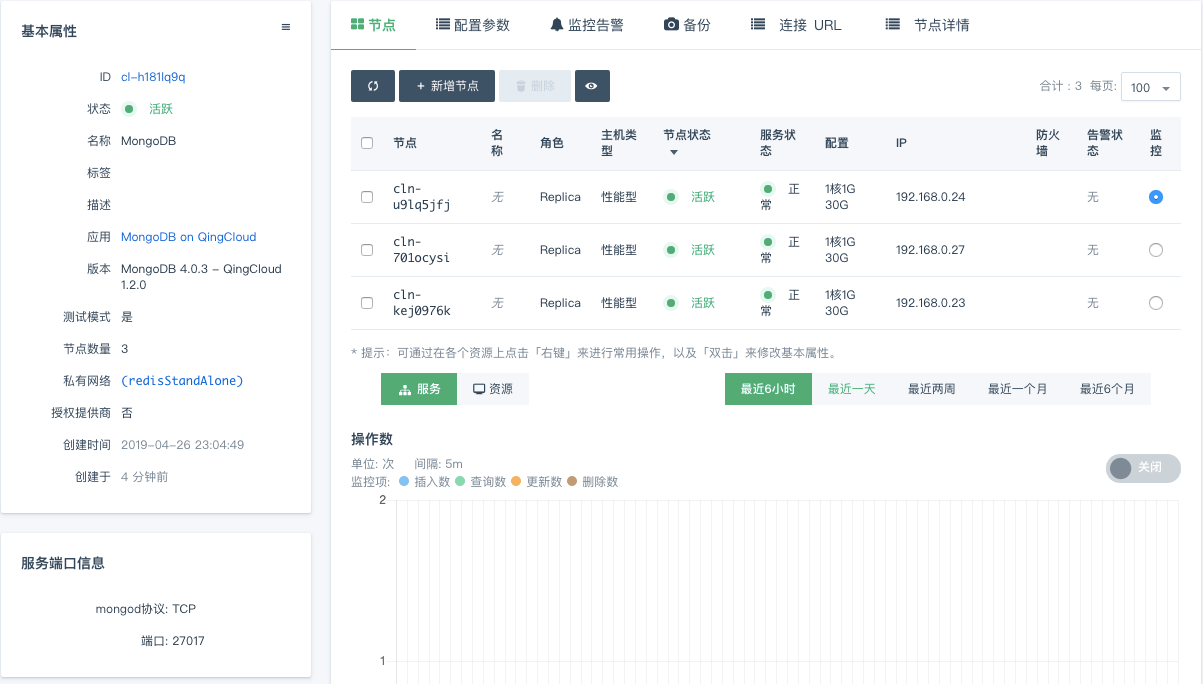 基本属性
ID cl-h181lq9q
状态 活跃
名称 MongoDB
标签
描述
应用 MongoDB on QingCloud
版本 MongoDB 4.0.3 - QingCloud
1.2.0
测试模式 是
节点数量 3
私有网络 (redisStandAlone)
授权提供商 否
创建时间 2019-04-26 23:04:49
创建于 4 分钟前
服务端口信息
mongod协议: TCP
端口: 27017
节点 配置参数 监控告警 备份 连接 URL 节点详情
+ 新增节点 删除
合计：3 每页: 100
节点 名称 角色 主机类型 节点状态 服务状态 配置 IP 防火墙 告警状态 监控
cln-u9lq5jfj 无 Replica 性能型 活跃 正常 1核1G 30G 192.168.0.24 无
cln-701ocysi 无 Replica 性能型 活跃 正常 1核1G 30G 192.168.0.27 无
cln-kej0976k 无 Replica 性能型 活跃 正常 1核1G 30G 192.168.0.23 无
* 提示：可通过在各个资源上点击「右键」来进行常用操作，以及「双击」来修改基本属性。
服务 资源
最近6小时 最近一天 最近两周 最近一个月 最近6个月
操作数
单位: 次 间隔: 5m
关闭
监控项: 插入数 查询数 更新数 删除数
2
1